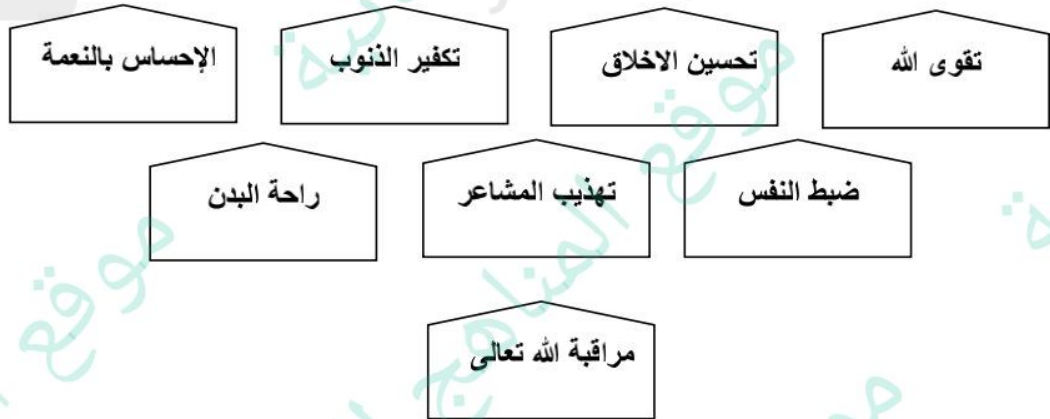 تقوى الله
تحسين الاخلاق
تكفير الذنوب
الإحساس بالنعمة
ضبط النفس
تهذيب المشاعر
راحة البدن
مراقبة الله تعالى